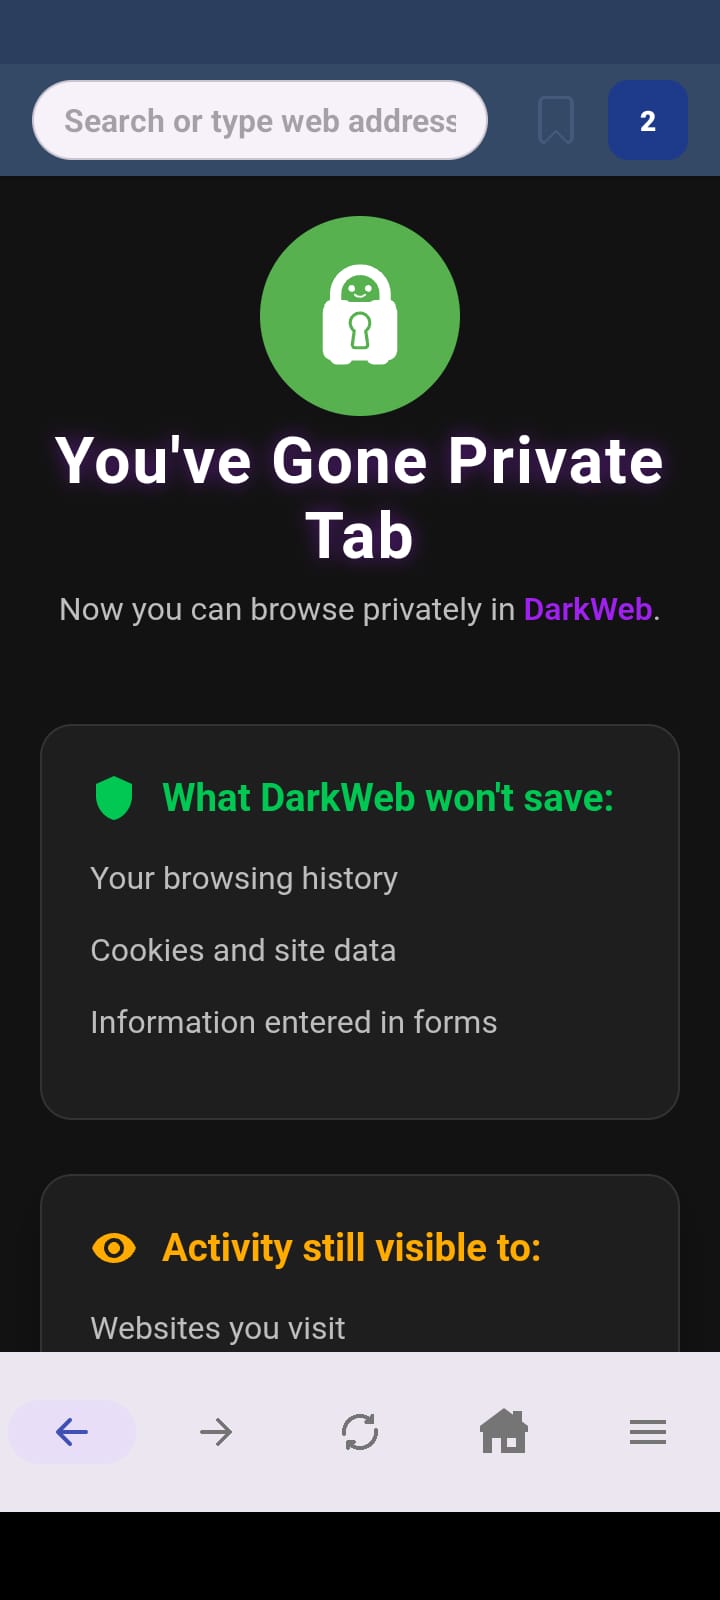 Search or type web address
2
You've Gone Private
Tab
Now you can browse privately in DarkWeb.
What DarkWeb won't save:
Your browsing history
Cookies and site data
Information entered in forms
Activity still visible to:
Websites you visit